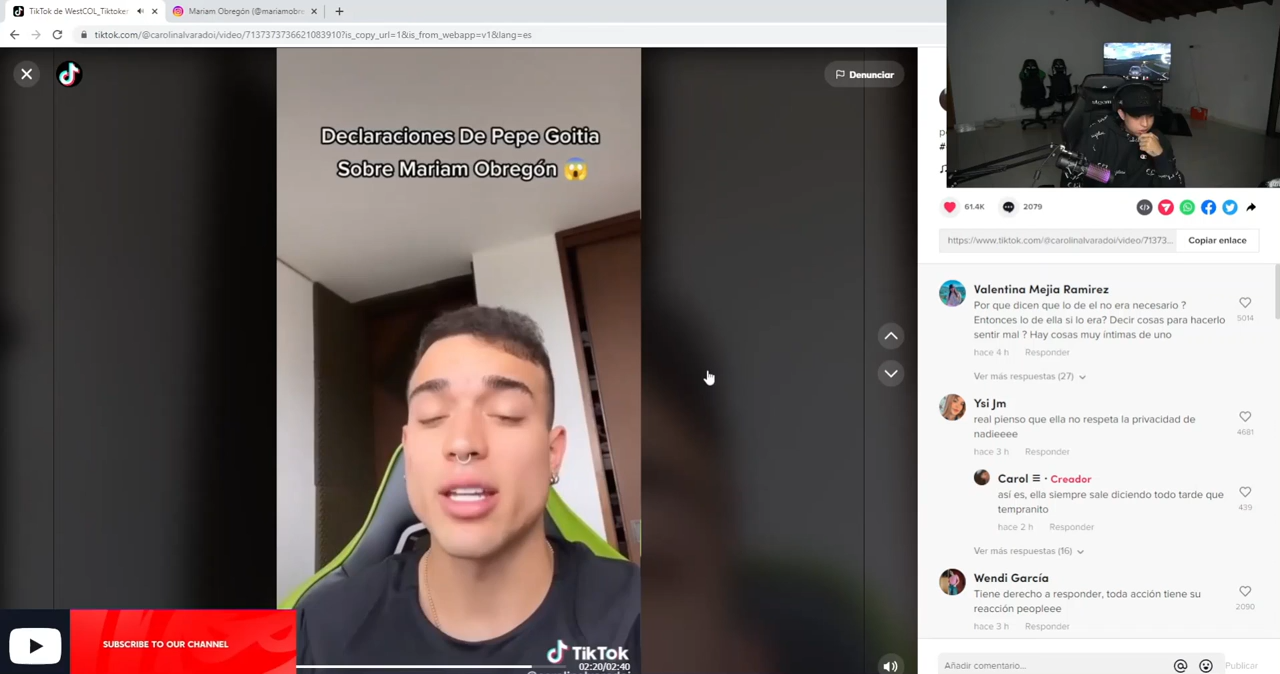 TikTok de WestCOL_Tiktoker
Mariam Obregón (@mariamobre
tiktok.com/@carolinalvaradoi/video/7137373736621083910?is_copy_url=1&is_from_webapp=v1&lang=es
Denunciar
Declaraciones De Pepe Goitia
Sobre Mariam Obregón 😱
61.4K
2079
https://www.tiktok.com/@carolinalvaradoi/video/71373...
Copiar enlace
Valentina Mejia Ramirez
Por que dicen que lo de el no era necesario ?
Entonces lo de ella si lo era? Decir cosas para hacerlo
sentir mal ? Hay cosas muy íntimas de uno
5014
hace 4 h Responder
Ver más respuestas (27)
Ysi Jm
real pienso que ella no respeta la privacidad de
nadieeee
4681
hace 3 h Responder
Carol ☰ · Creador
así es, ella siempre sale diciendo todo tarde que
tempranito
439
hace 2 h Responder
Ver más respuestas (16)
Wendi García
Tiene derecho a responder, toda acción tiene su
reacción peopleee
2090
hace 3 h Responder
SUBSCRIBE TO OUR CHANNEL
TikTok
02:20/02:40
Añadir comentario...
Publicar